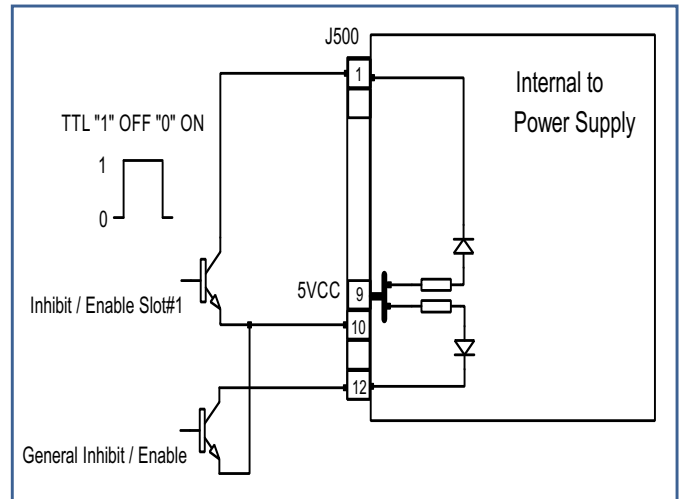 J500
1
Internal to
Power Supply
TTL "1" OFF "0" ON
1
0
5VCC
9
Inhibit / Enable Slot#1
10
12
General Inhibit / Enable